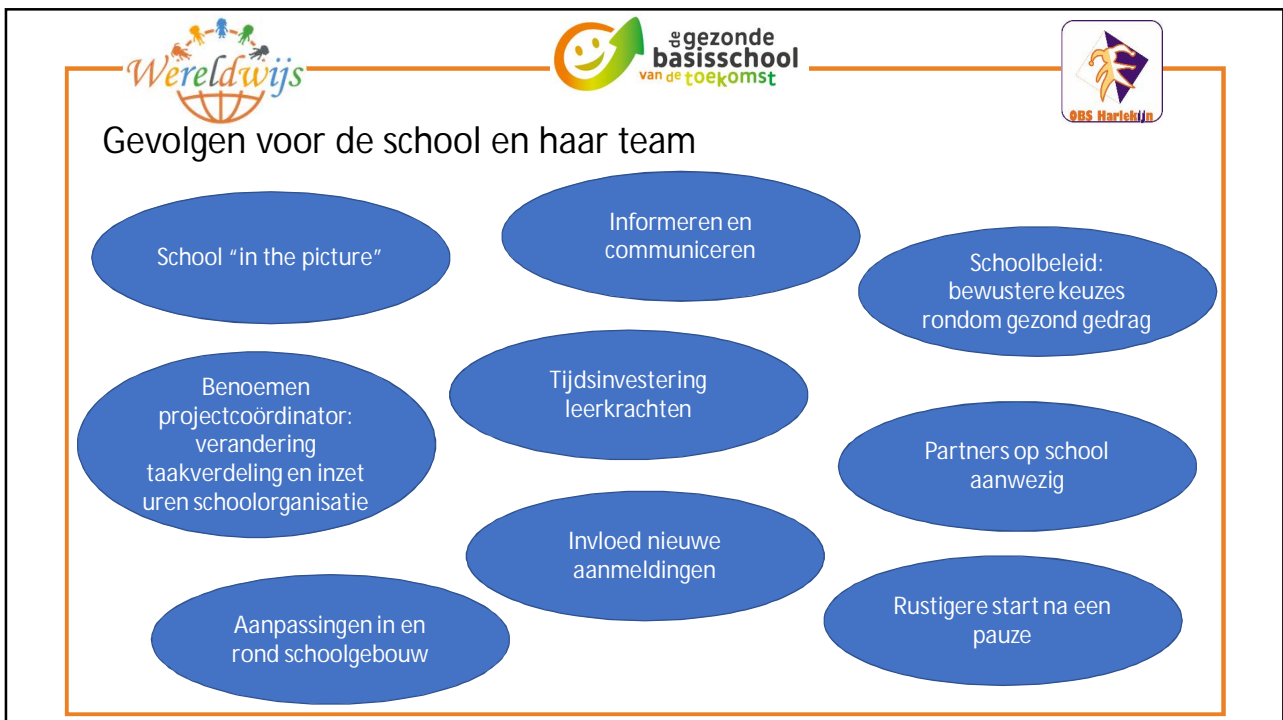 Wereldwijs
de gezonde
basisschool
van de toekomst
OBS Harlekijn
Gevolgen voor de school en haar team
School "in the picture"
Informeren en
communiceren
Schoolbeleid:
bewustere keuzes
rondom gezond gedrag
Benoemen
projectcoördinator:
verandering
taakverdeling en inzet
uren schoolorganisatie
Tijdsinvestering
leerkrachten
Partners op school
aanwezig
Invloed nieuwe
aanmeldingen
Aanpassingen in en
rond schoolgebouw
Rustigere start na een
pauze